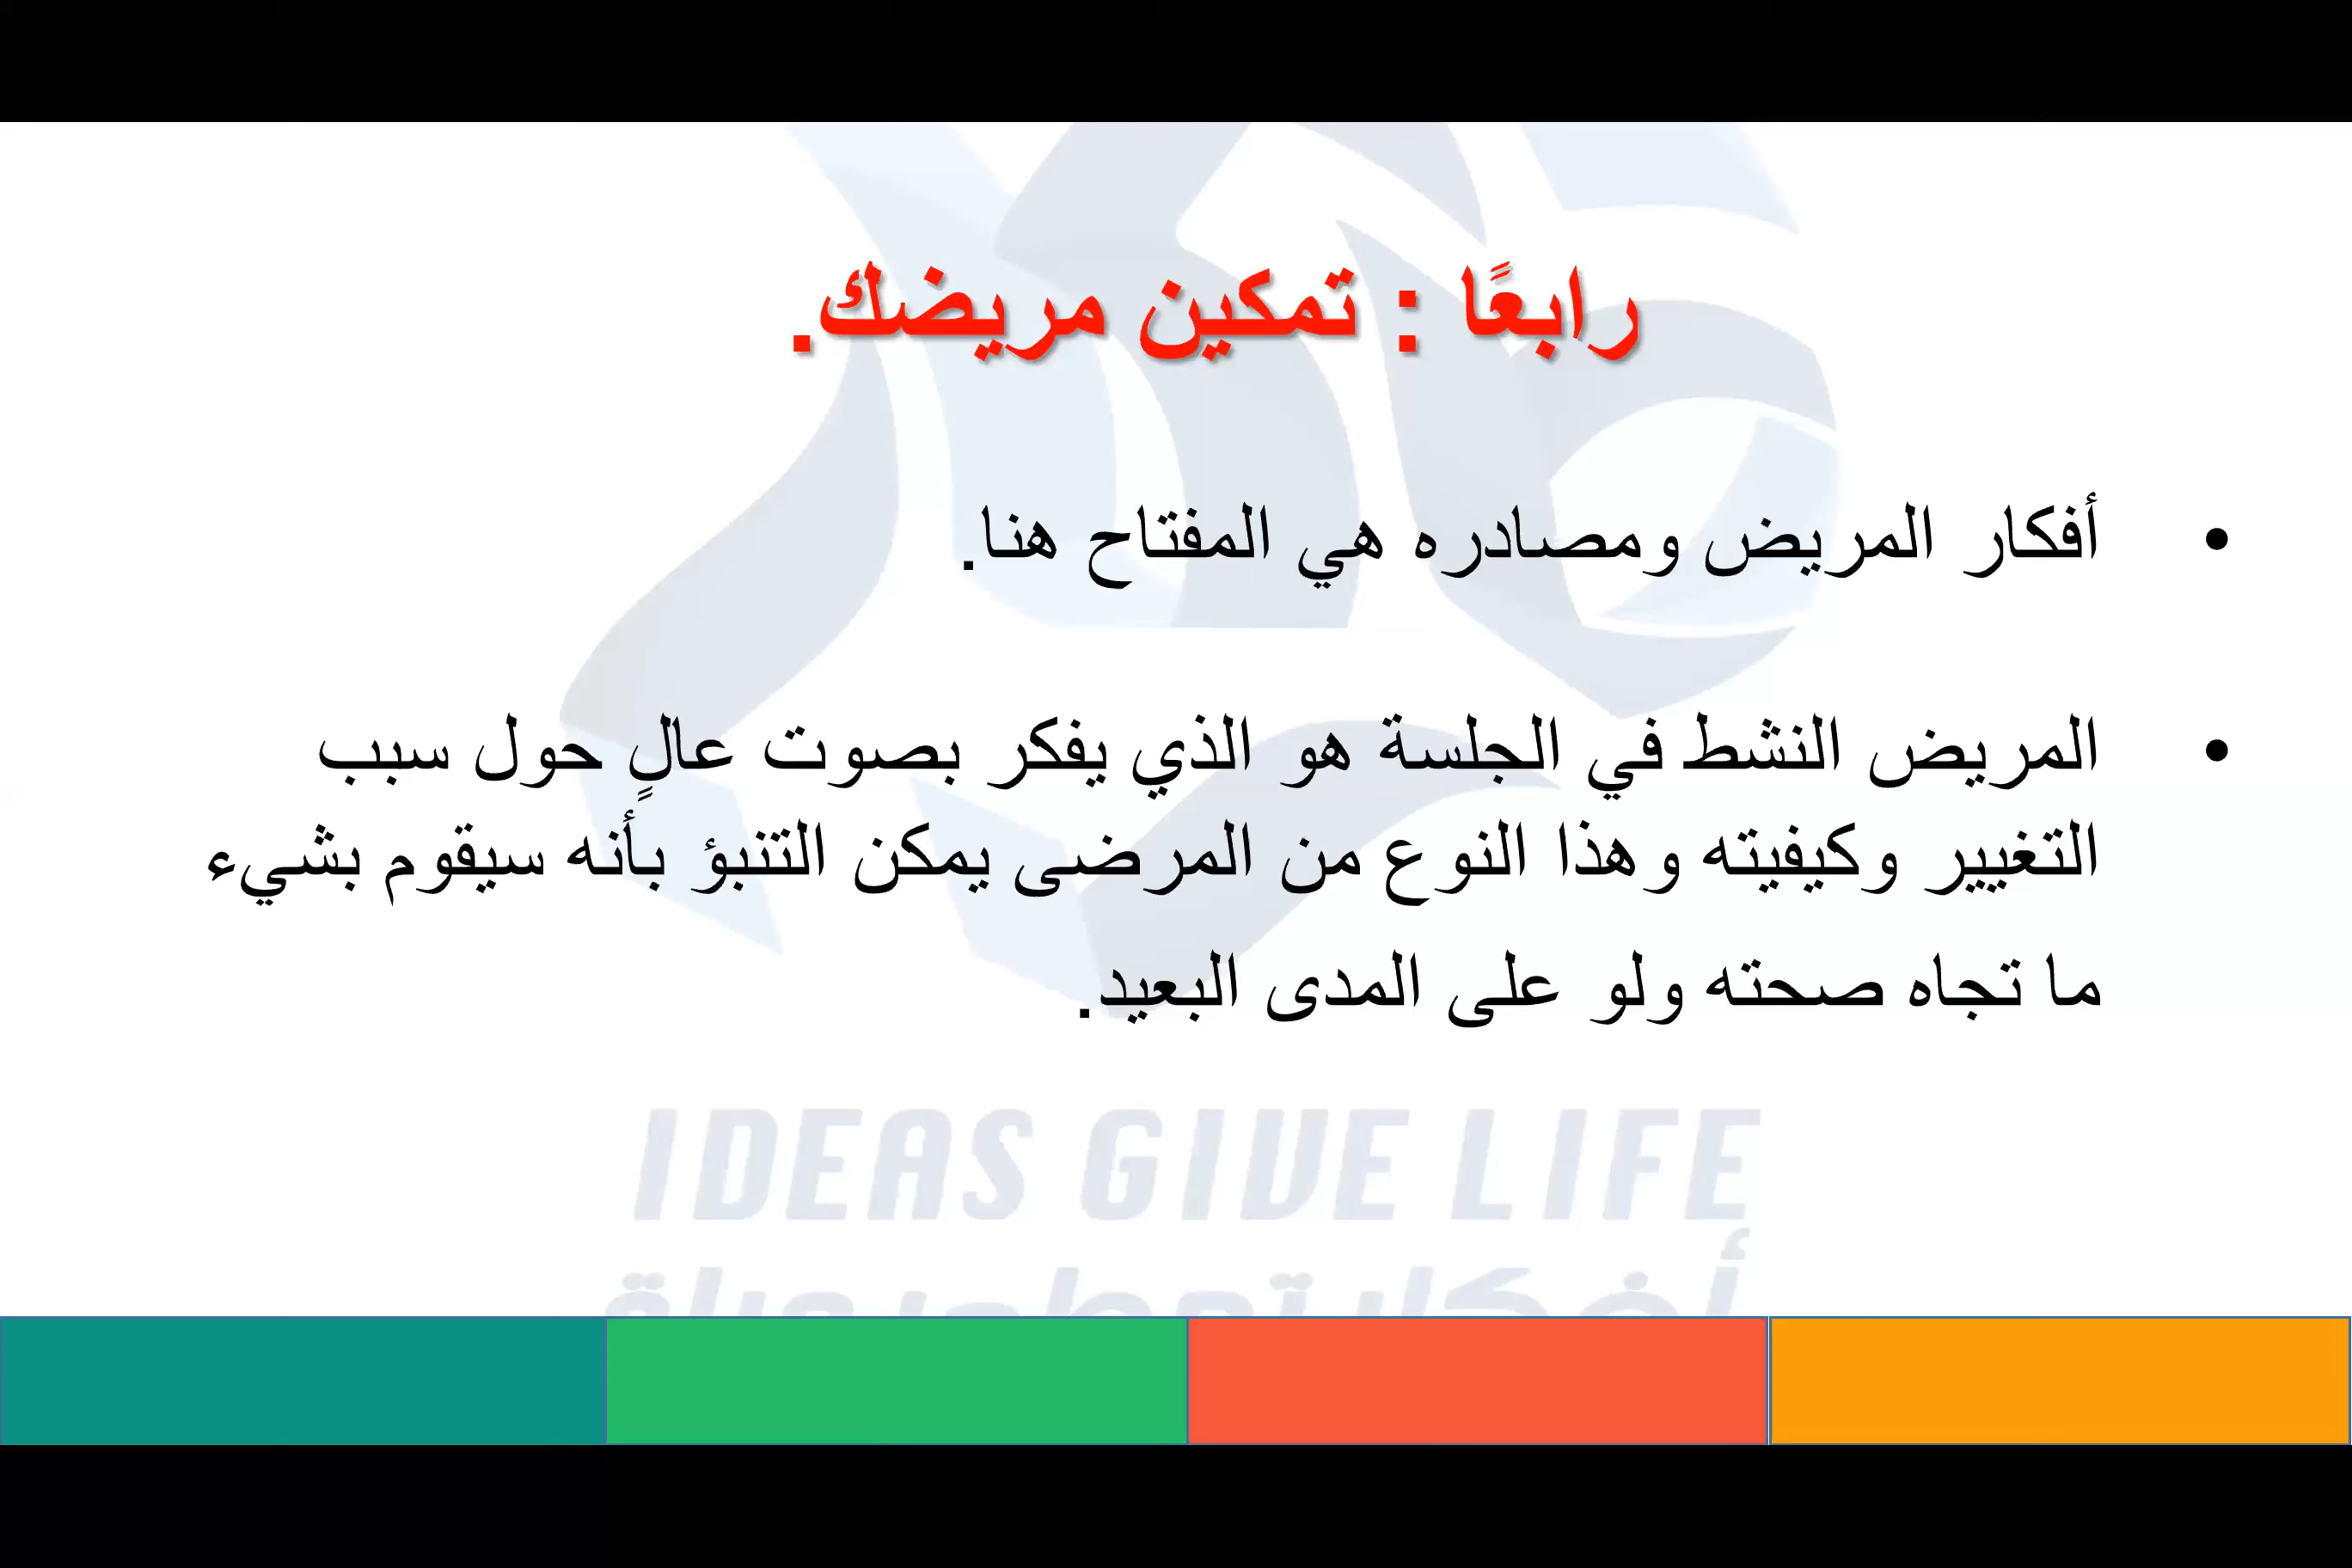 رابعًا : تمكين مريضك.
• أفكار المريض ومصادره هي المفتاح هنا.
• المريض النشط في الجلسة هو الذي يفكر بصوت عالٍ حول سبب
التغيير وكيفيته وهذا النوع من المرضى يمكن التنبؤ بأنه سيقوم بشيء
ما تجاه صحته ولو على المدى البعيد.
IDEAS GIVE LIFE